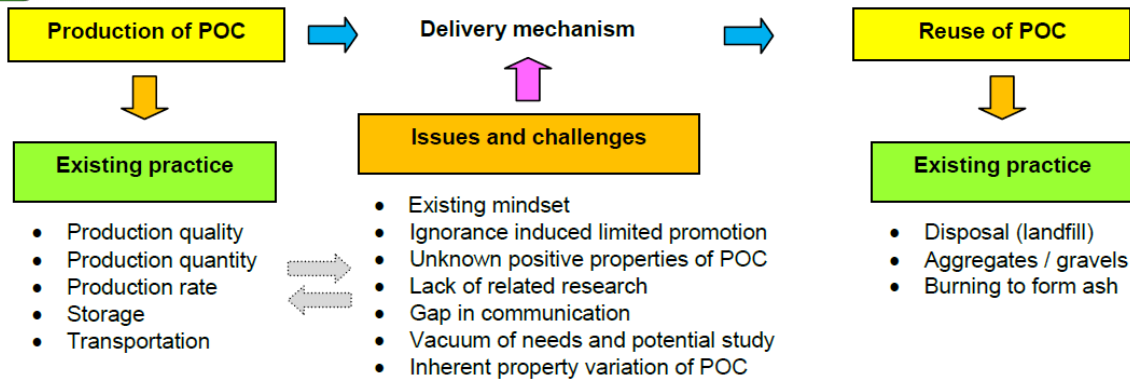 Production of POC
Delivery mechanism
Reuse of POC
Existing practice
• Production quality
• Production quantity
• Production rate
• Storage
• Transportation
Issues and challenges
• Existing mindset
• Ignorance induced limited promotion
• Unknown positive properties of POC
• Lack of related research
• Gap in communication
• Vacuum of needs and potential study
• Inherent property variation of POC
Existing practice
• Disposal (landfill)
• Aggregates / gravels
• Burning to form ash